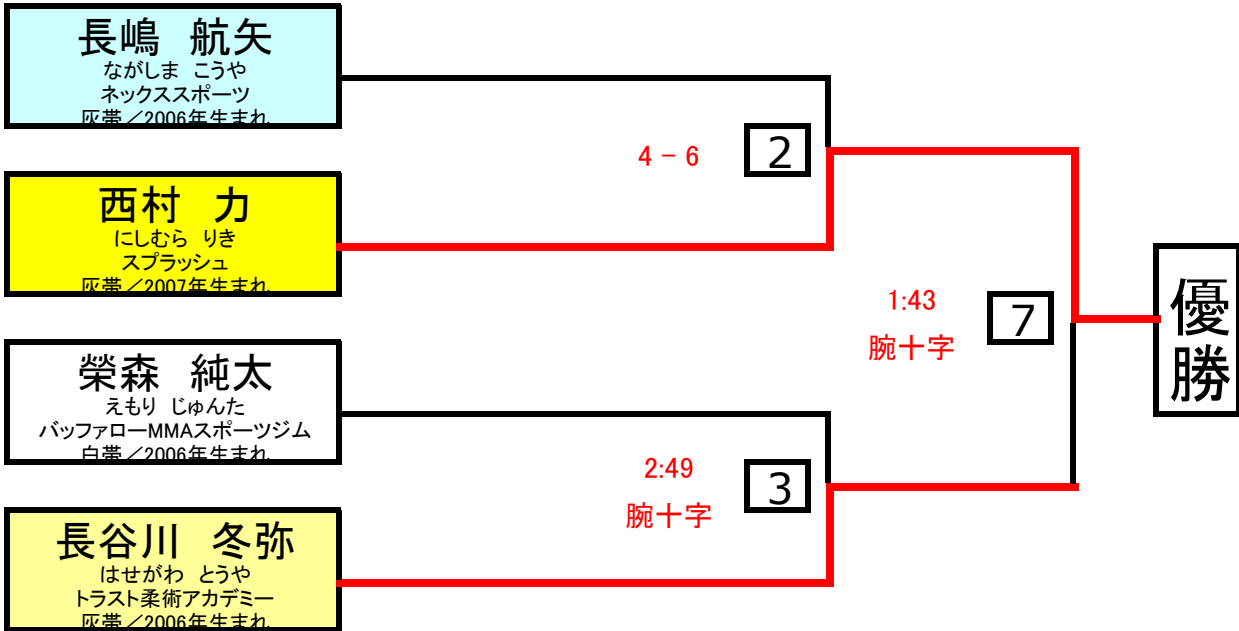 長嶋 航矢
ながしま こうや
ネックススポーツ
灰帯／2006年生まれ
4 － 6
2
西村 力
にしむら りき
スプラッシュ
灰帯／2007年生まれ
1:43
腕十字
7
優勝
榮森 純太
えもり じゅんた
バッファローMMAスポーツジム
白帯／2006年生まれ
2:49
腕十字
3
長谷川 冬弥
はせがわ とうや
トラスト柔術アカデミー
灰帯／2006年生まれ